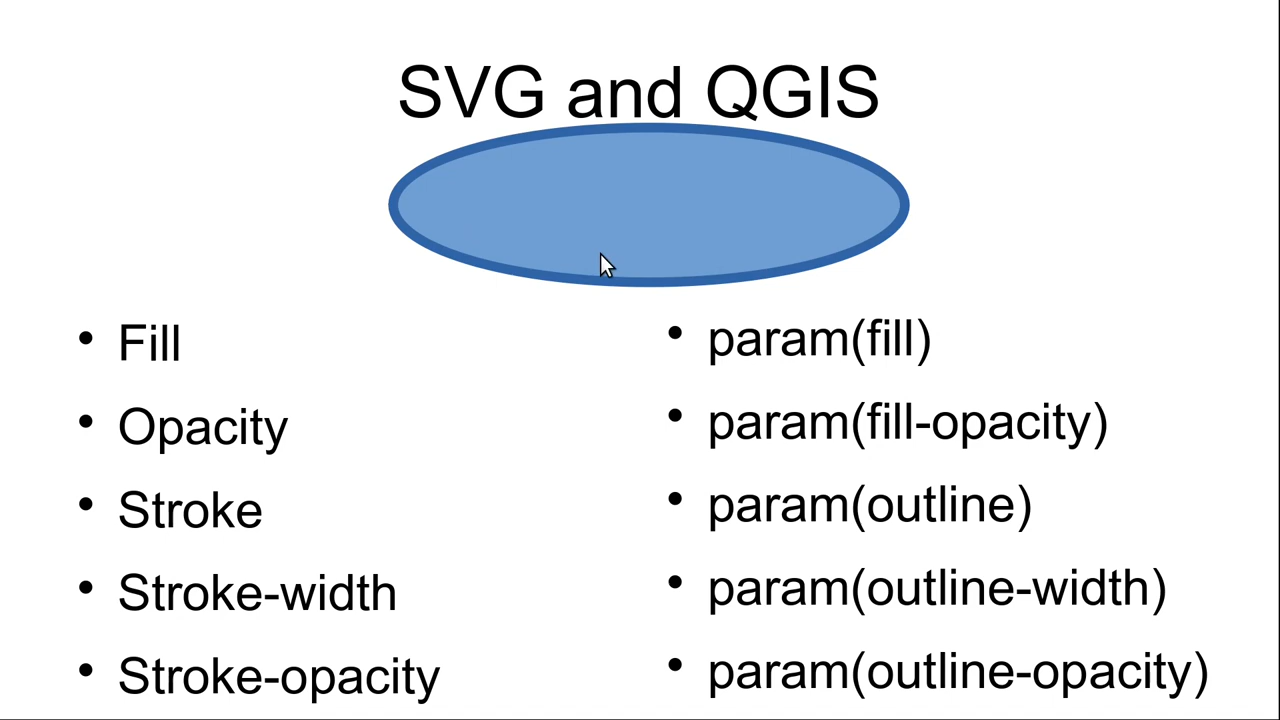 SVG and QGIS
• Fill
• Opacity
• Stroke
• Stroke-width
• Stroke-opacity
• param(fill)
• param(fill-opacity)
• param(outline)
• param(outline-width)
• param(outline-opacity)